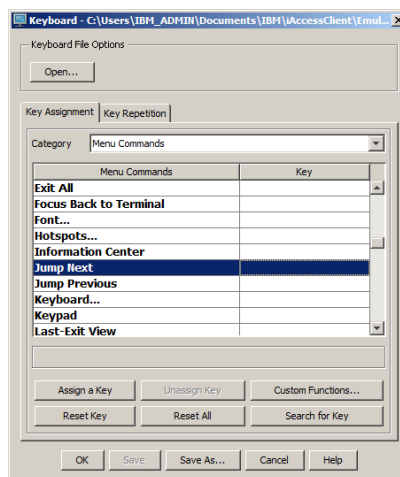 Keyboard - C:\Users\IBM_ADMIN\Documents\IBM\iAccessClient\Emul...
Keyboard File Options
Open...
Key Assignment Key Repetition
Category Menu Commands
Menu Commands Key
Exit All
Focus Back to Terminal
Font...
Hotspots...
Information Center
Jump Next
Jump Previous
Keyboard...
Keypad
Last-Exit View
Assign a Key Unassign Key Custom Functions...
Reset Key Reset All Search for Key
OK Save Save As... Cancel Help